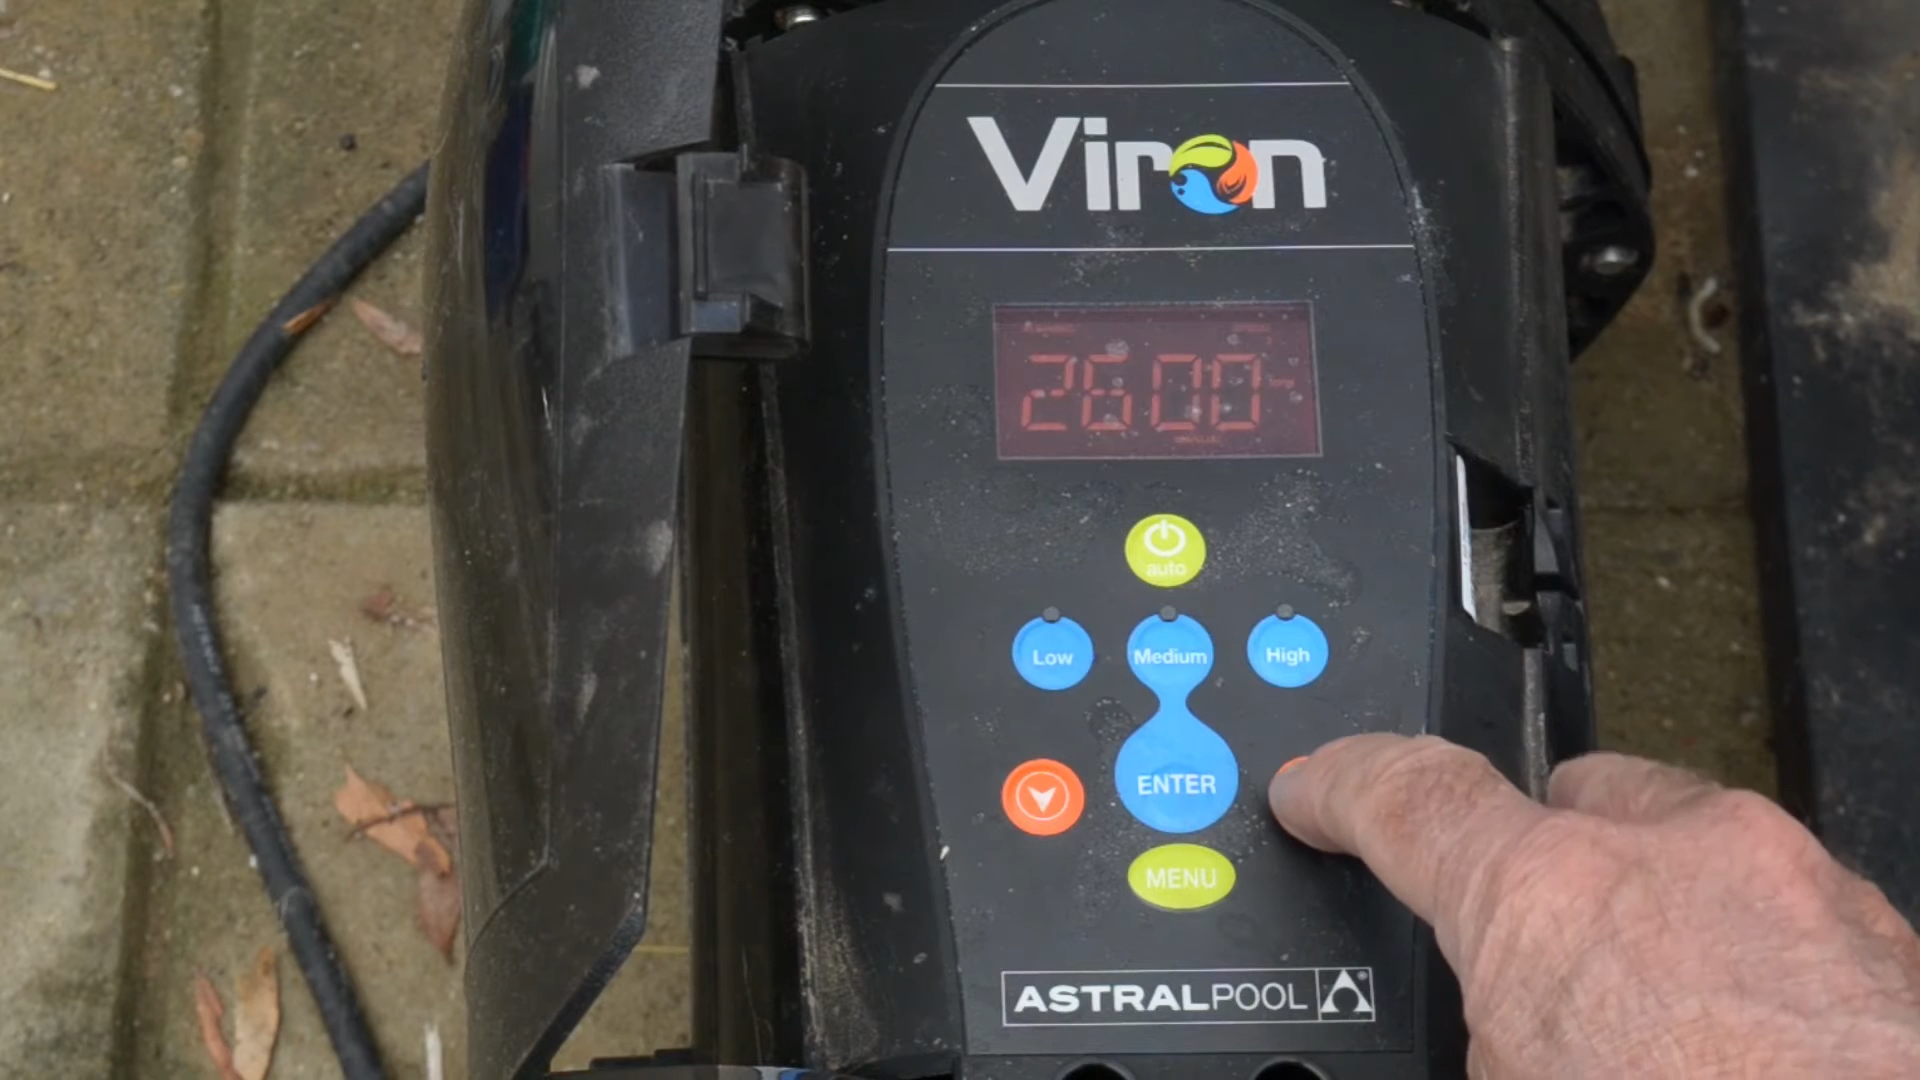 Viron
2600
auto
Low Medium High
ENTER
MENU
ASTRALPOOL